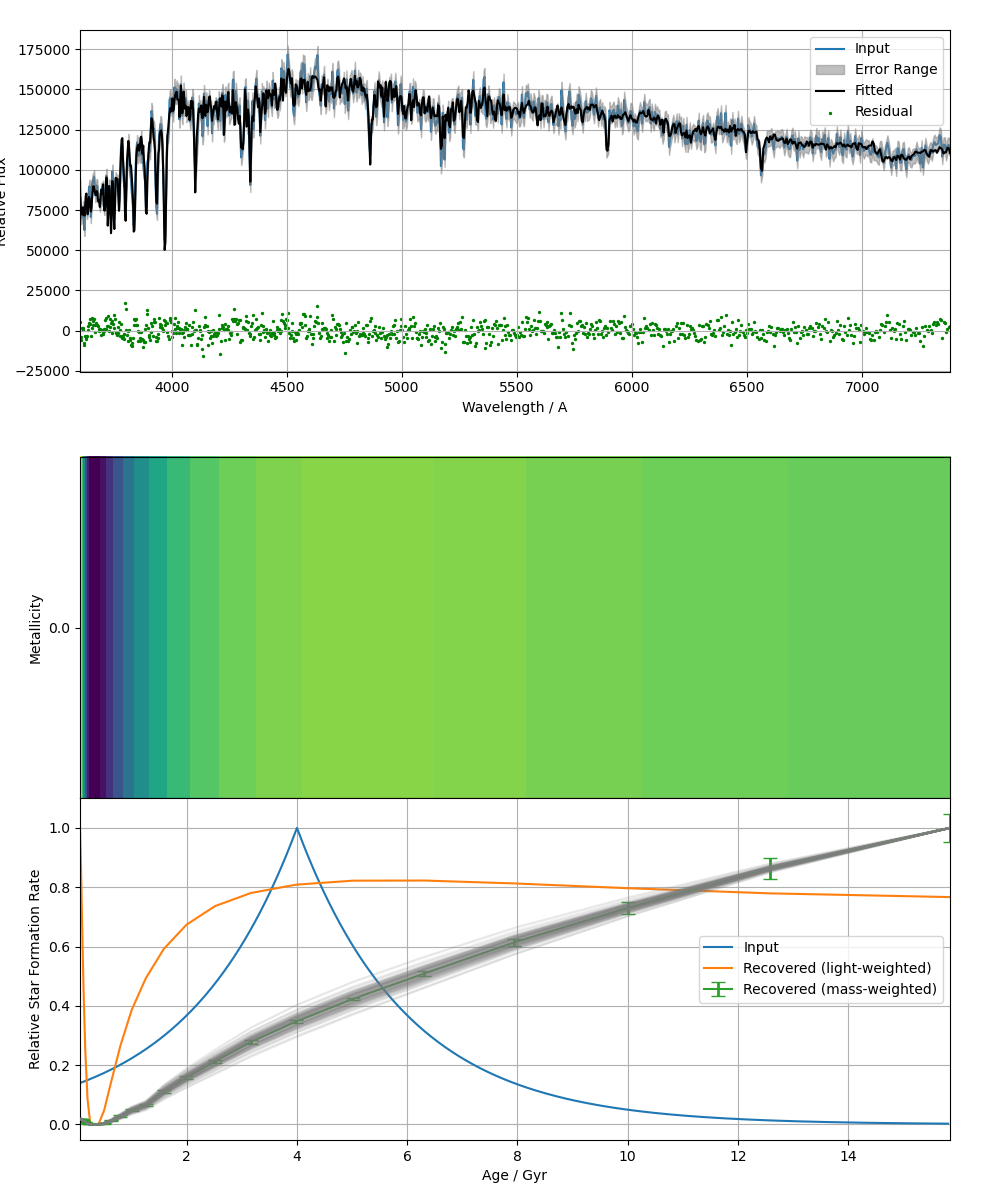 175000
150000
125000
100000
75000
50000
25000
0
−25000
Relative Flux
Input
Error Range
Fitted
Residual
4000 4500 5000 5500 6000 6500 7000
Wavelength / A
Metallicity
0.0
1.0
0.8
0.6
0.4
0.2
0.0
Relative Star Formation Rate
Input
Recovered (light-weighted)
Recovered (mass-weighted)
2 4 6 8 10 12 14
Age / Gyr